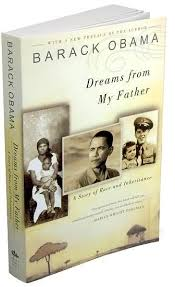 WITH A NEW PREFACE BY THE AUTHOR
BARACK OBAMA
Dreams from
My Father
A Story of Race and Inheritance
BARACK OBAMA
Dreams from My Father